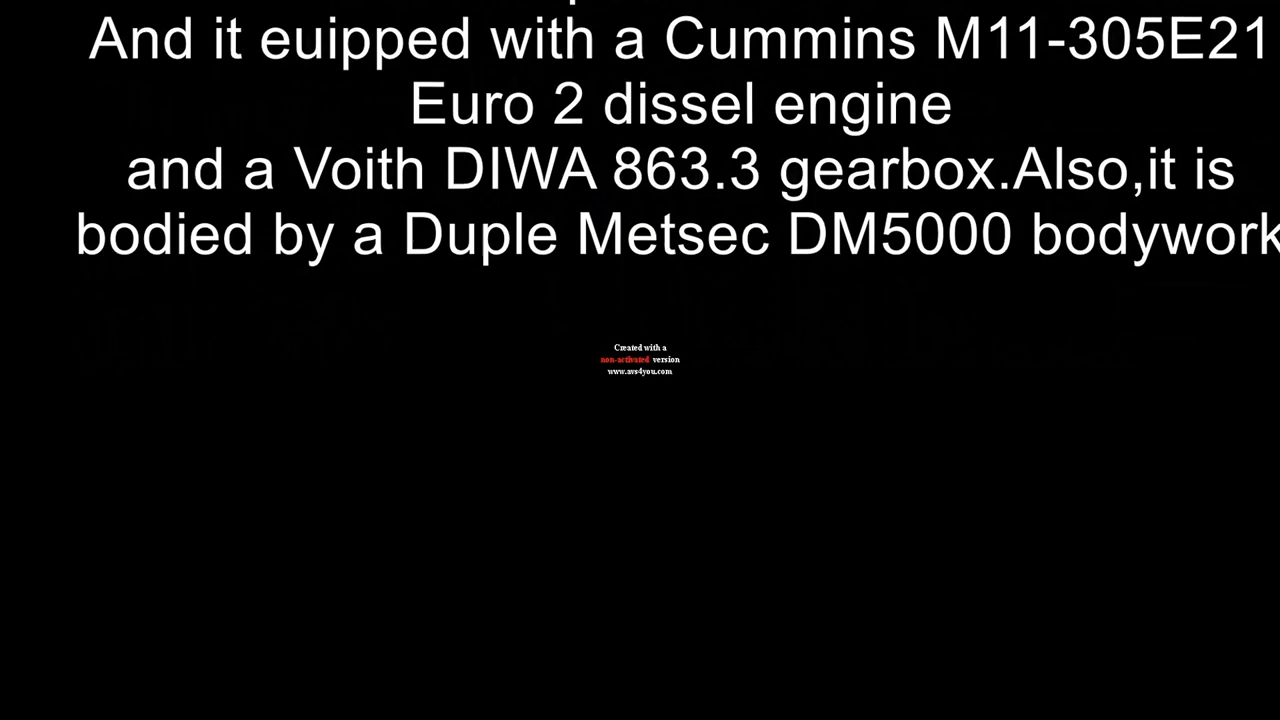 And it euipped with a Cummins M11-305E21
Euro 2 dissel engine
and a Voith DIWA 863.3 gearbox.Also,it is
bodied by a Duple Metsec DM5000 bodywork
Created with a
non-activated version
www.avs4you.com